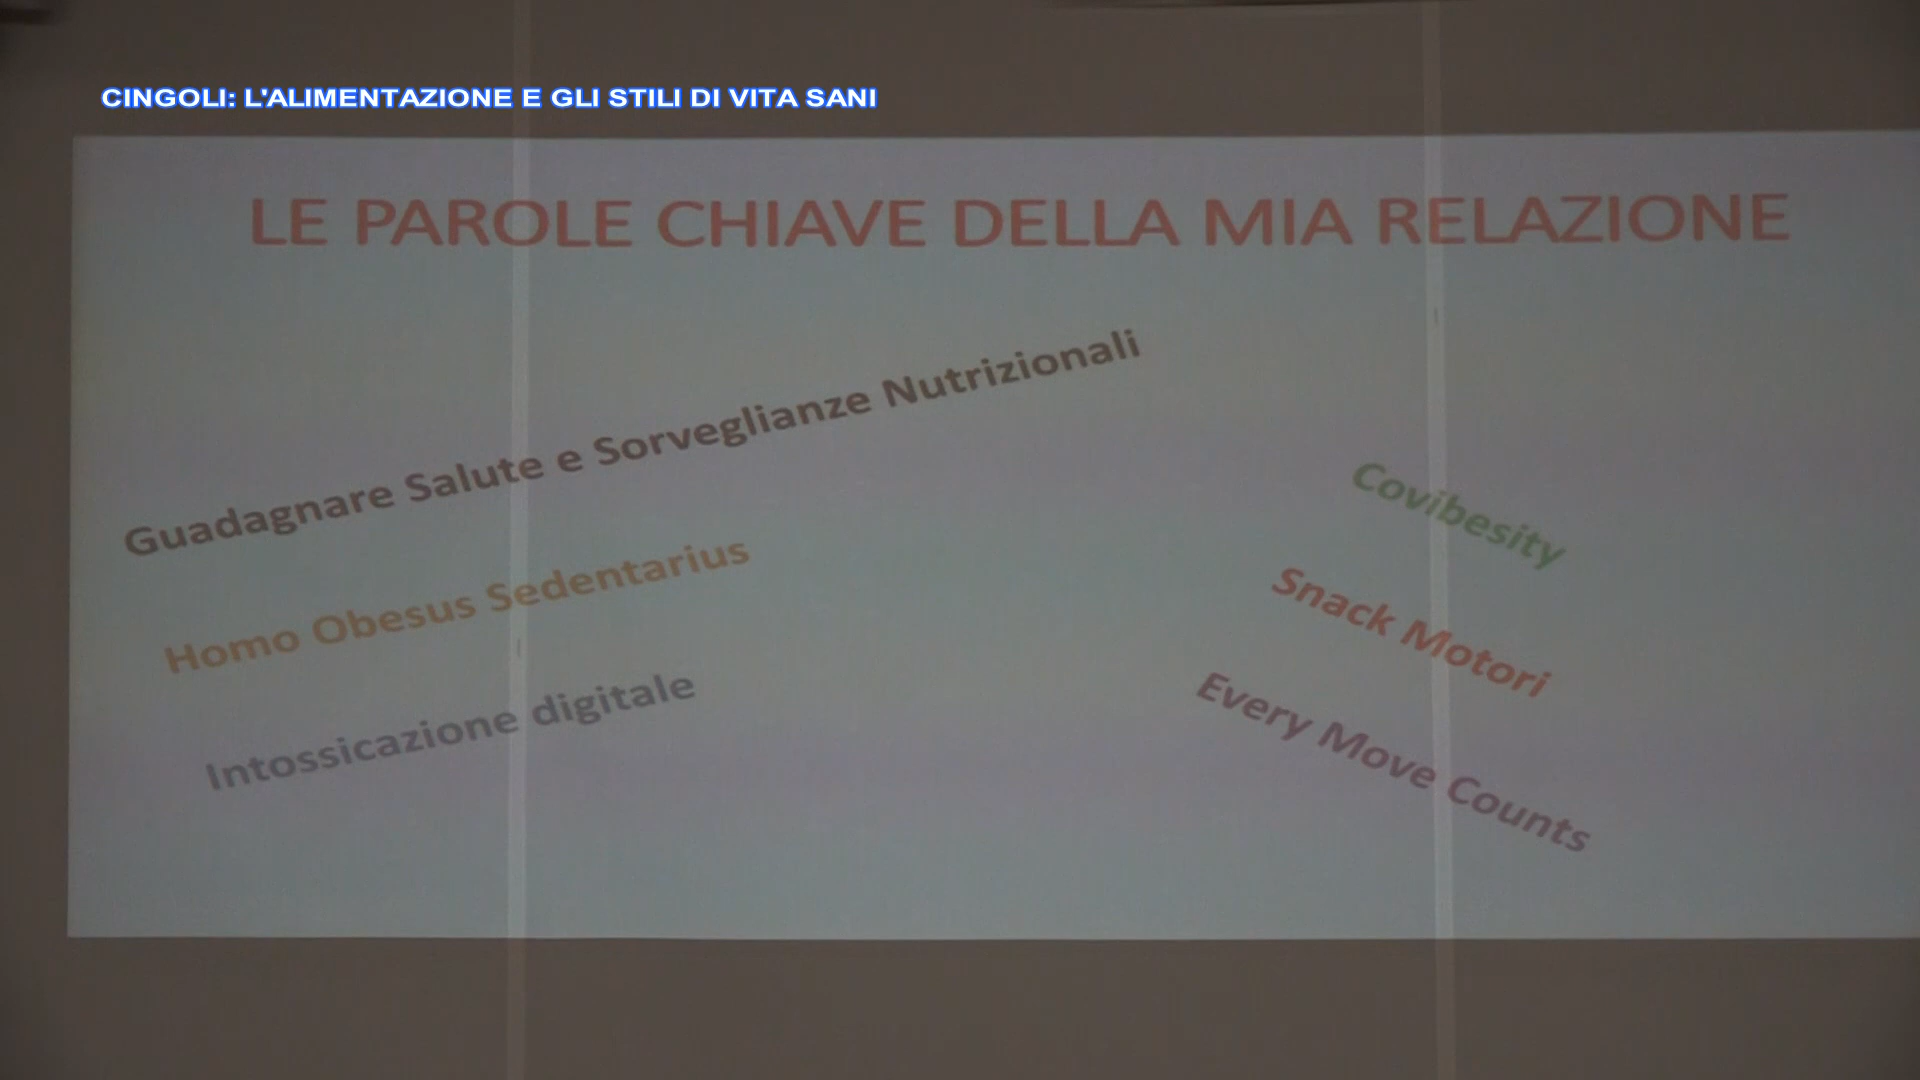 CINGOLI: L'ALIMENTAZIONE E GLI STILI DI VITA SANI
LE PAROLE CHIAVE DELLA MIA RELAZIONE
Guadagnare Salute e Sorveglianze Nutrizionali
Homo Obesus Sedentarius
Intossicazione digitale
Covibesity
Snack Motori
Every Move Counts